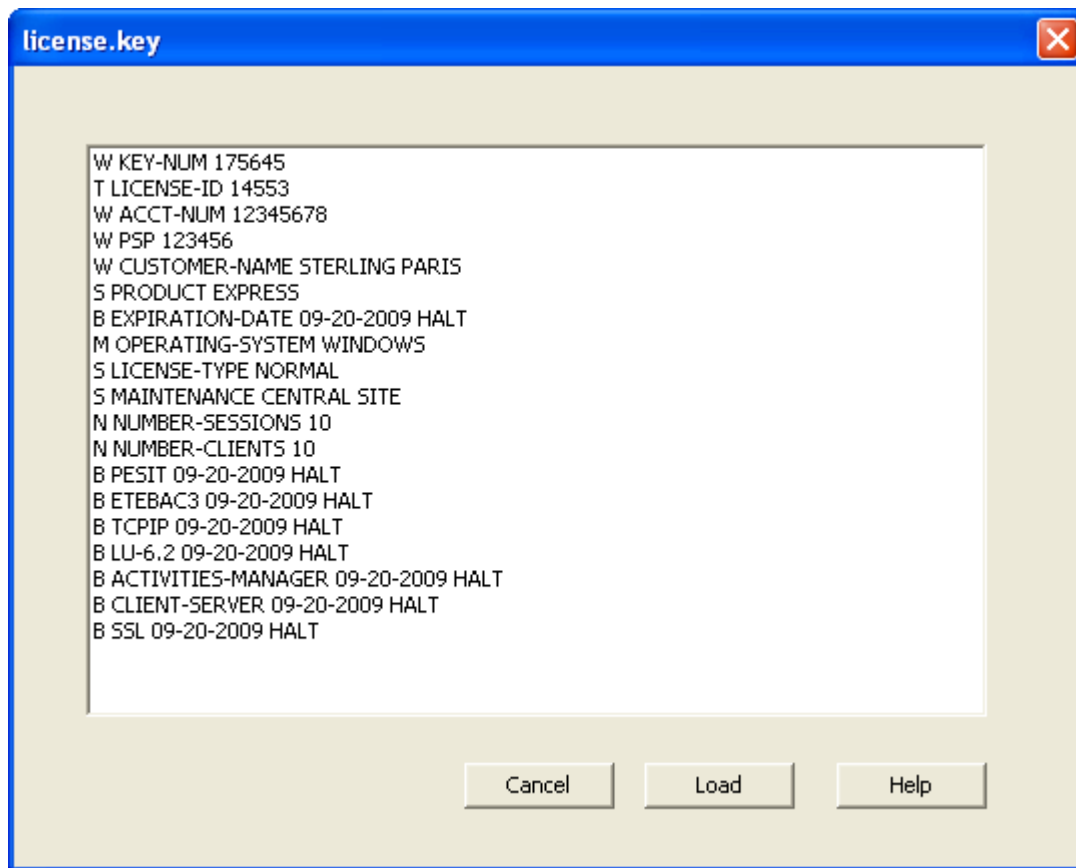 license.key
W KEY-NUM 175645
T LICENSE-ID 14553
W ACCT-NUM 12345678
W PSP 123456
W CUSTOMER-NAME STERLING PARIS
S PRODUCT EXPRESS
B EXPIRATION-DATE 09-20-2009 HALT
M OPERATING-SYSTEM WINDOWS
S LICENSE-TYPE NORMAL
S MAINTENANCE CENTRAL SITE
N NUMBER-SESSIONS 10
N NUMBER-CLIENTS 10
B PESIT 09-20-2009 HALT
B ETEBAC3 09-20-2009 HALT
B TCPIP 09-20-2009 HALT
B LU-6.2 09-20-2009 HALT
B ACTIVITIES-MANAGER 09-20-2009 HALT
B CLIENT-SERVER 09-20-2009 HALT
B SSL 09-20-2009 HALT
Cancel Load Help